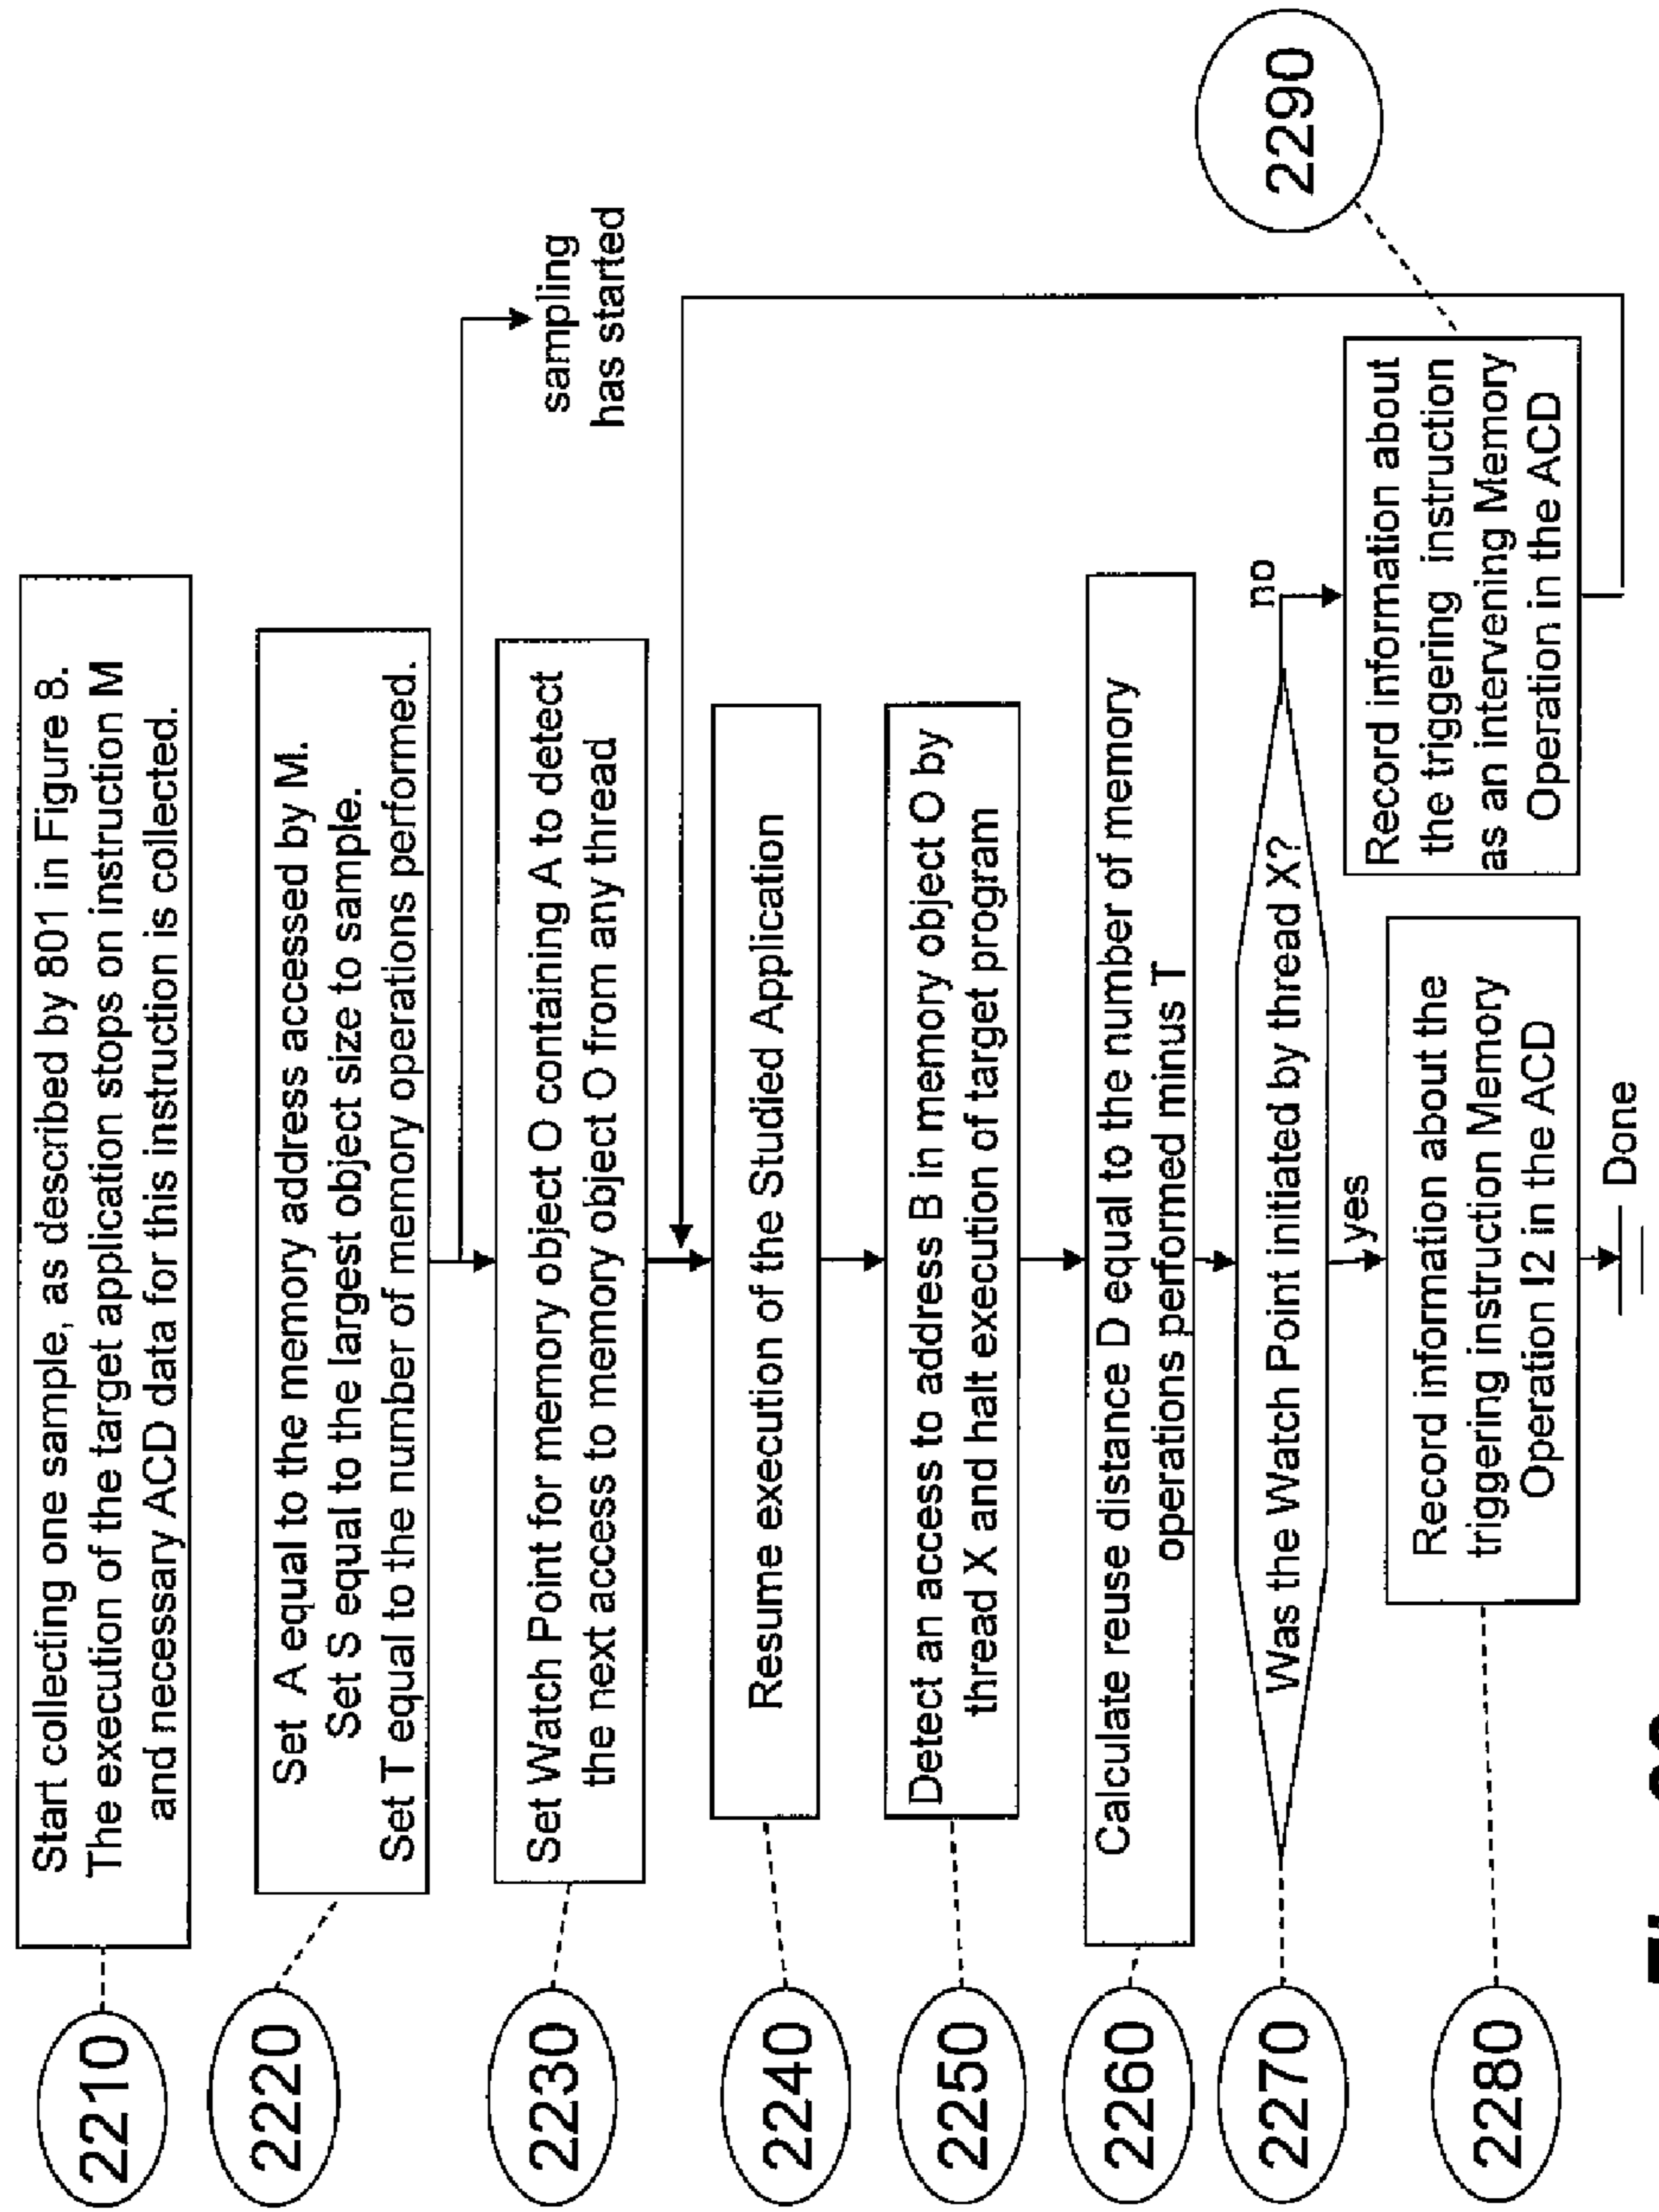 2210
Start collecting one sample, as described by 801 in Figure 8.
The execution of the target application stops on instruction M
and necessary ACD data for this instruction is collected.
2220
Set A equal to the memory address accessed by M.
Set S equal to the largest object size to sample.
Set T equal to the number of memory operations performed.
sampling
has started
2230
Set Watch Point for memory object O containing A to detect
the next access to memory object O from any thread
2240
Resume execution of the Studied Application
2250
Detect an access to address B in memory object O by
thread X and halt execution of target program
2260
Calculate reuse distance D equal to the number of memory
operations performed minus T
2270
Was the Watch Point initiated by thread X?
no
yes
2290
Record information about
the triggering instruction
as an intervening Memory
Operation in the ACD
2280
Record information about the
triggering instruction Memory
Operation I2 in the ACD
Done